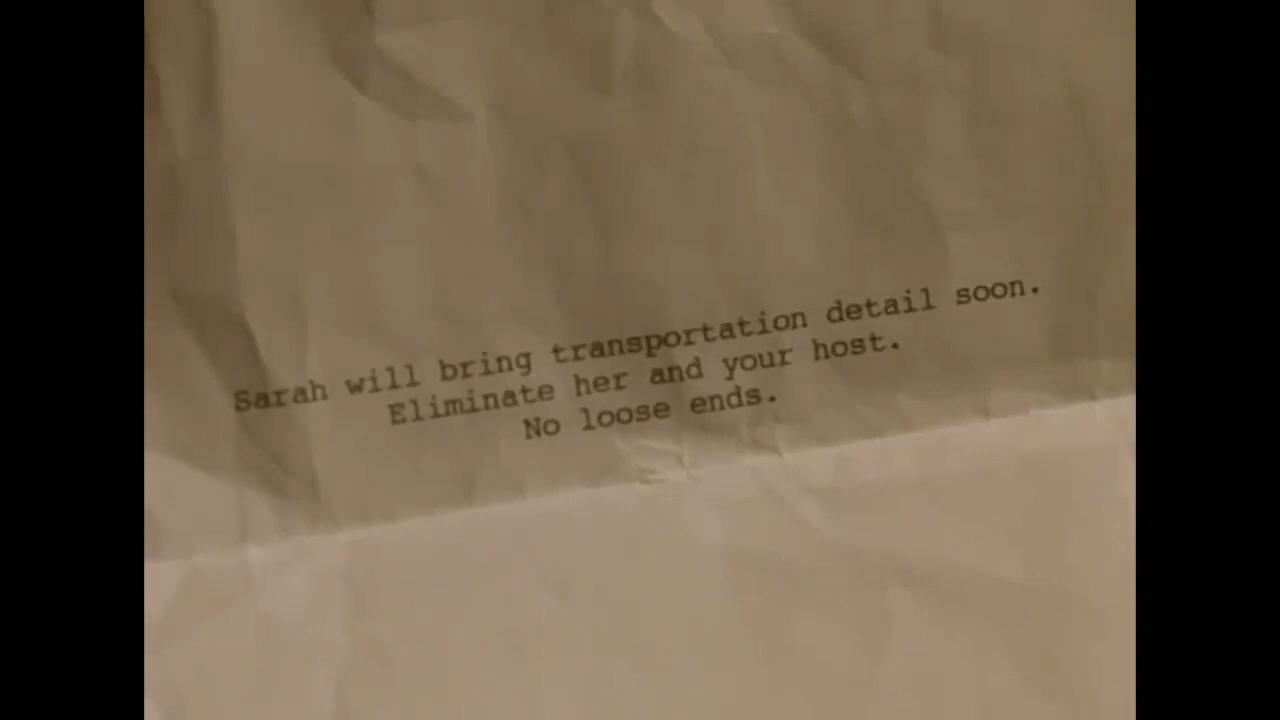 Sarah will bring transportation detail soon.
Eliminate her and your host.
No loose ends.